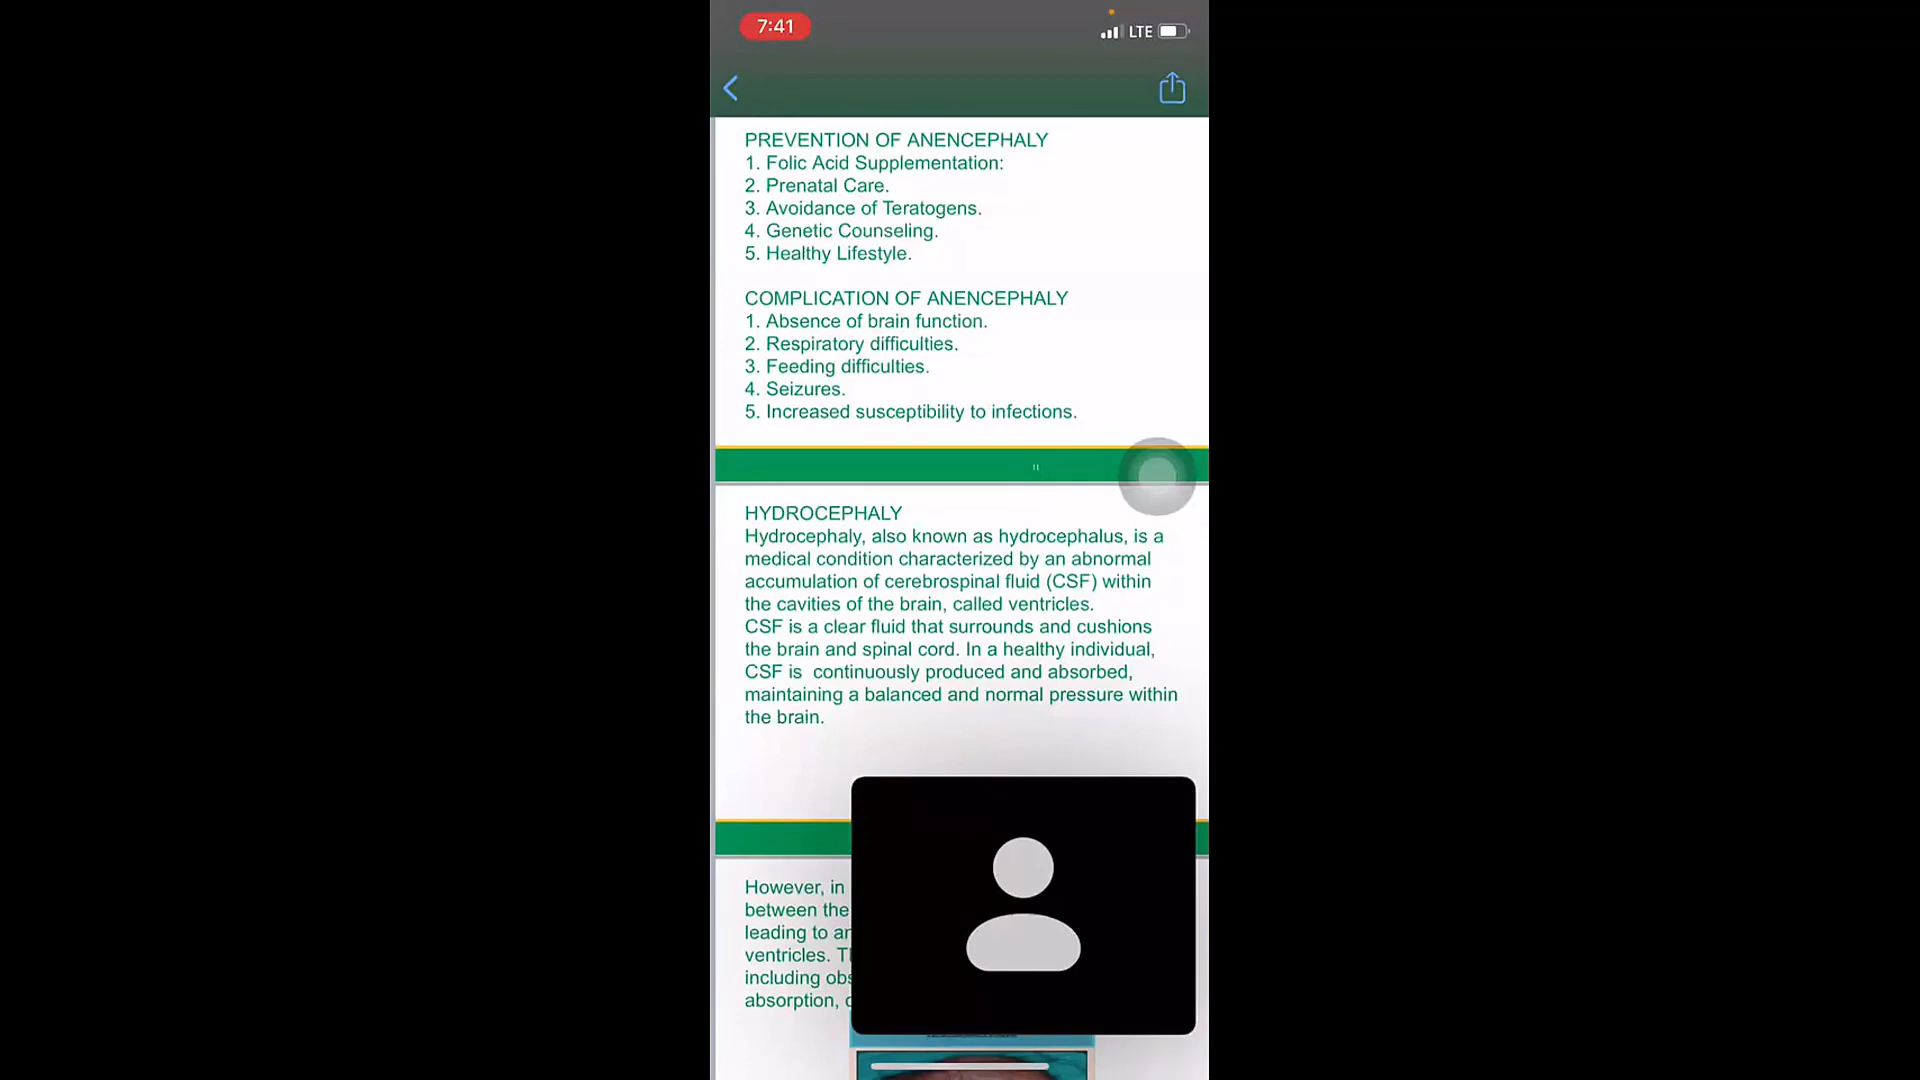 7:41
LTE
PREVENTION OF ANENCEPHALY
1. Folic Acid Supplementation:
2. Prenatal Care.
3. Avoidance of Teratogens.
4. Genetic Counseling.
5. Healthy Lifestyle.
COMPLICATION OF ANENCEPHALY
1. Absence of brain function.
2. Respiratory difficulties.
3. Feeding difficulties.
4. Seizures.
5. Increased susceptibility to infections.
HYDROCEPHALY
Hydrocephaly, also known as hydrocephalus, is a
medical condition characterized by an abnormal
accumulation of cerebrospinal fluid (CSF) within
the cavities of the brain, called ventricles.
CSF is a clear fluid that surrounds and cushions
the brain and spinal cord. In a healthy individual,
CSF is continuously produced and absorbed,
maintaining a balanced and normal pressure within
the brain.
However, in
between the
leading to
ventricles.
including
absorption,